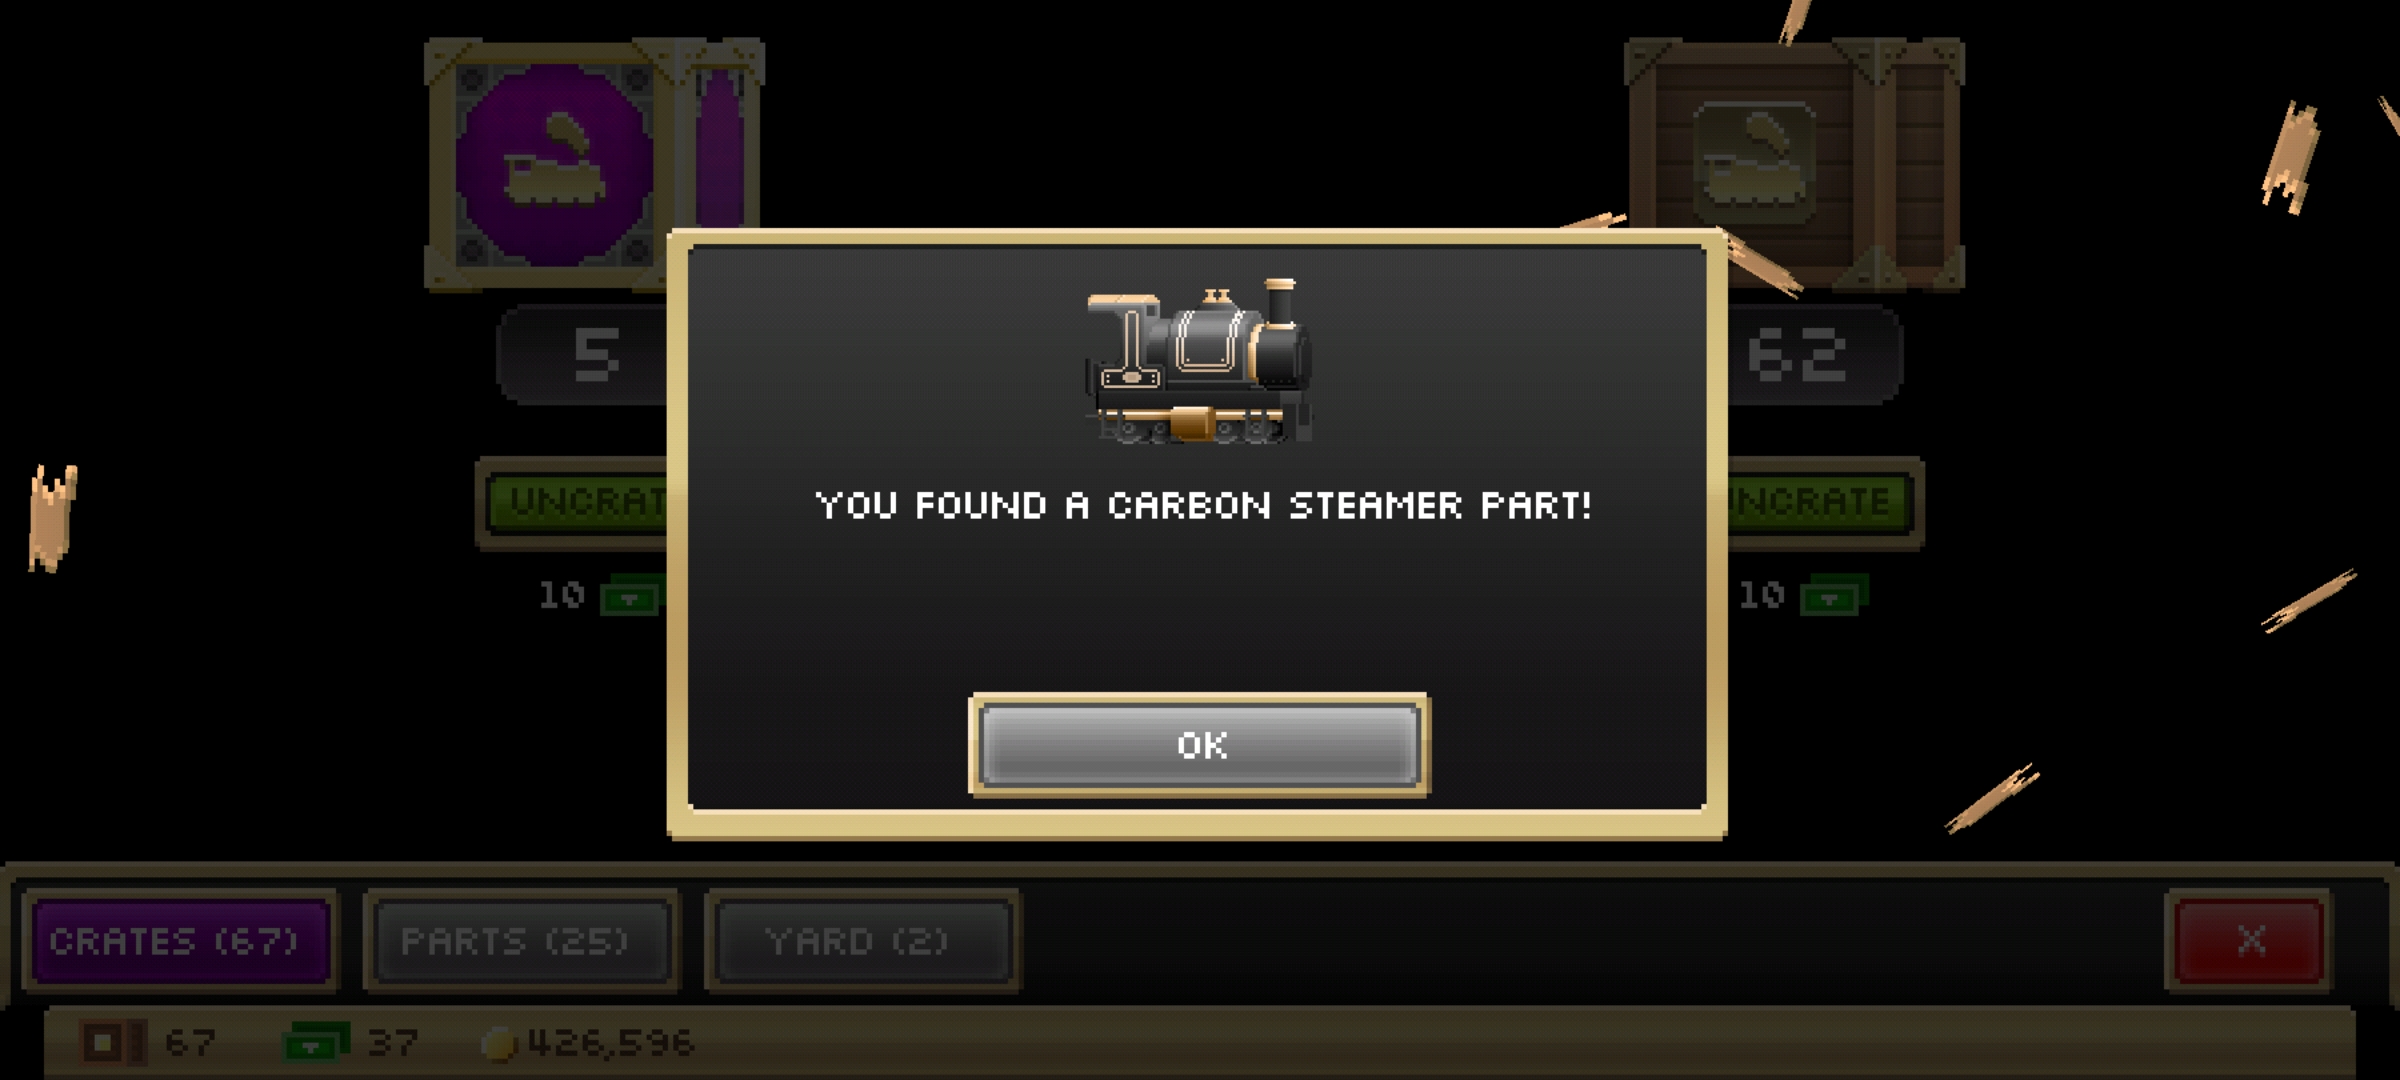 5
62
UNCRAT
NCRATE
10
10
YOU FOUND A CARBON STEAMER PART!
OK
CRATES (67)
PARTS (25)
YARD (2)
X
67
37
426,596